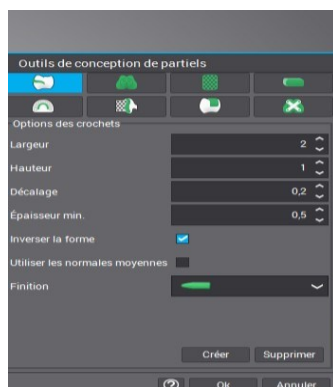 Outils de conception de partiels
Options des crochets
Largeur 2
Hauteur 1
Décalage 0,2
Épaisseur min. 0,5
Inverser la forme
Utiliser les normales moyennes
Finition
Créer Supprimer
? Ok Annuler